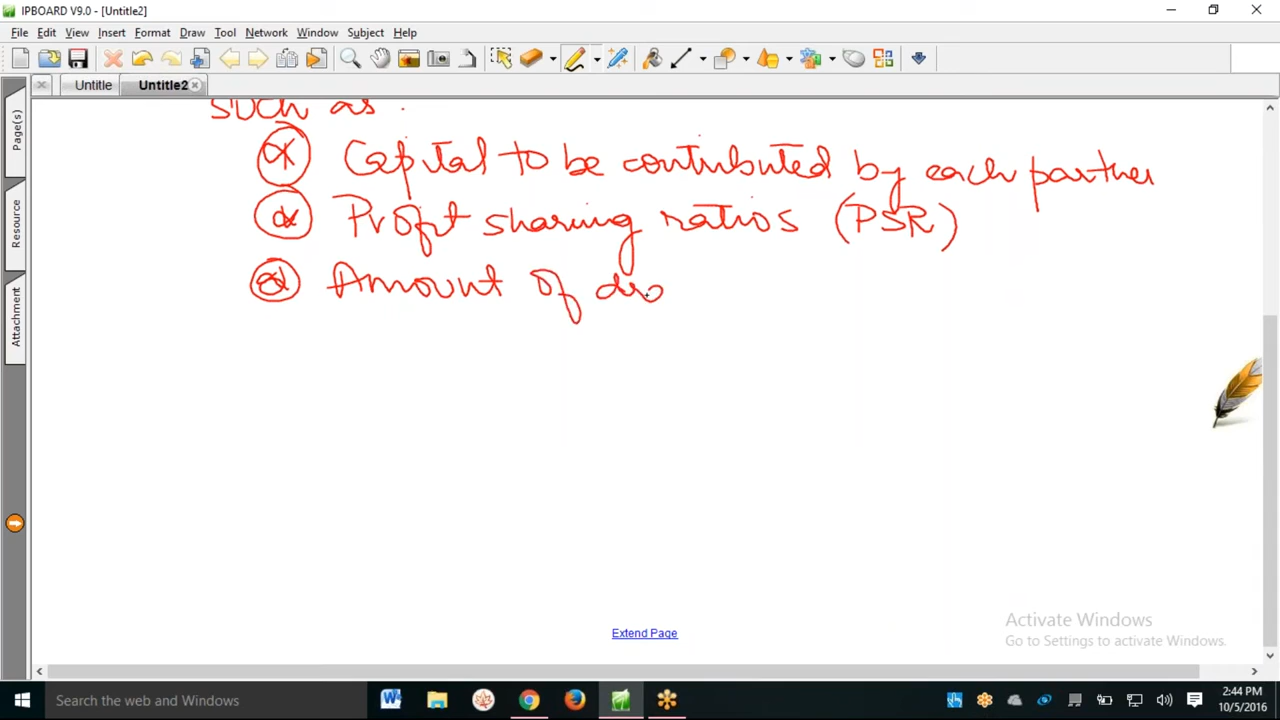 IPBOARD V9.0 - [Untitle2]
File Edit View Insert Format Draw Tool Network Window Subject Help
Untitle Untitle2
Page(s)
Resource
Attachment
such as :
Capital to be contributed by each partner
Profit sharing ratios (PSR)
Amount of dra
Extend Page
Activate Windows
Go to Settings to activate Windows.
Search the web and Windows
2:44 PM
10/5/2016